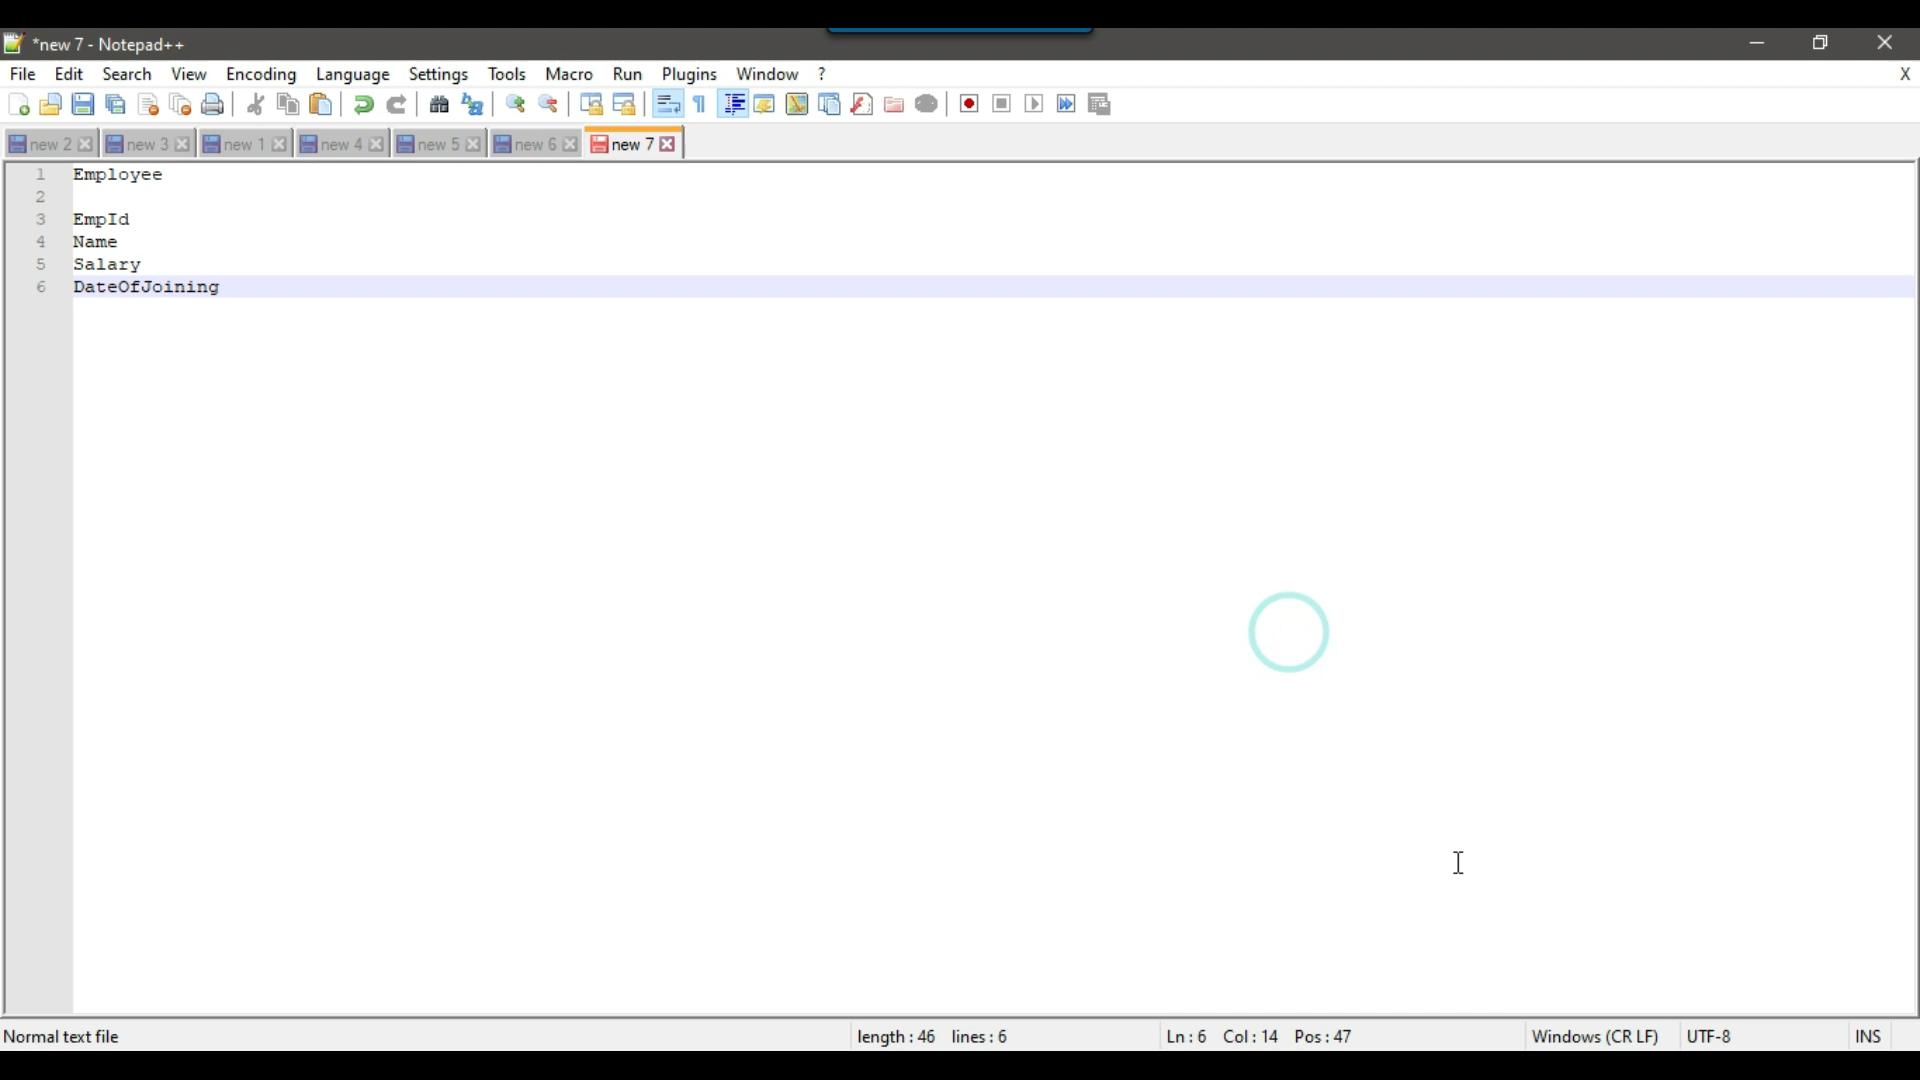 *new 7 - Notepad++
File Edit Search View Encoding Language Settings Tools Macro Run Plugins Window ? X
new 2 new 3 new 1 new 4 new 5 new 6 new 7
1 Employee
2
3 EmpId
4 Name
5 Salary
6 DateOfJoining
Normal text file length : 46 lines : 6 Ln : 6 Col : 14 Pos : 47 Windows (CR LF) UTF-8 INS